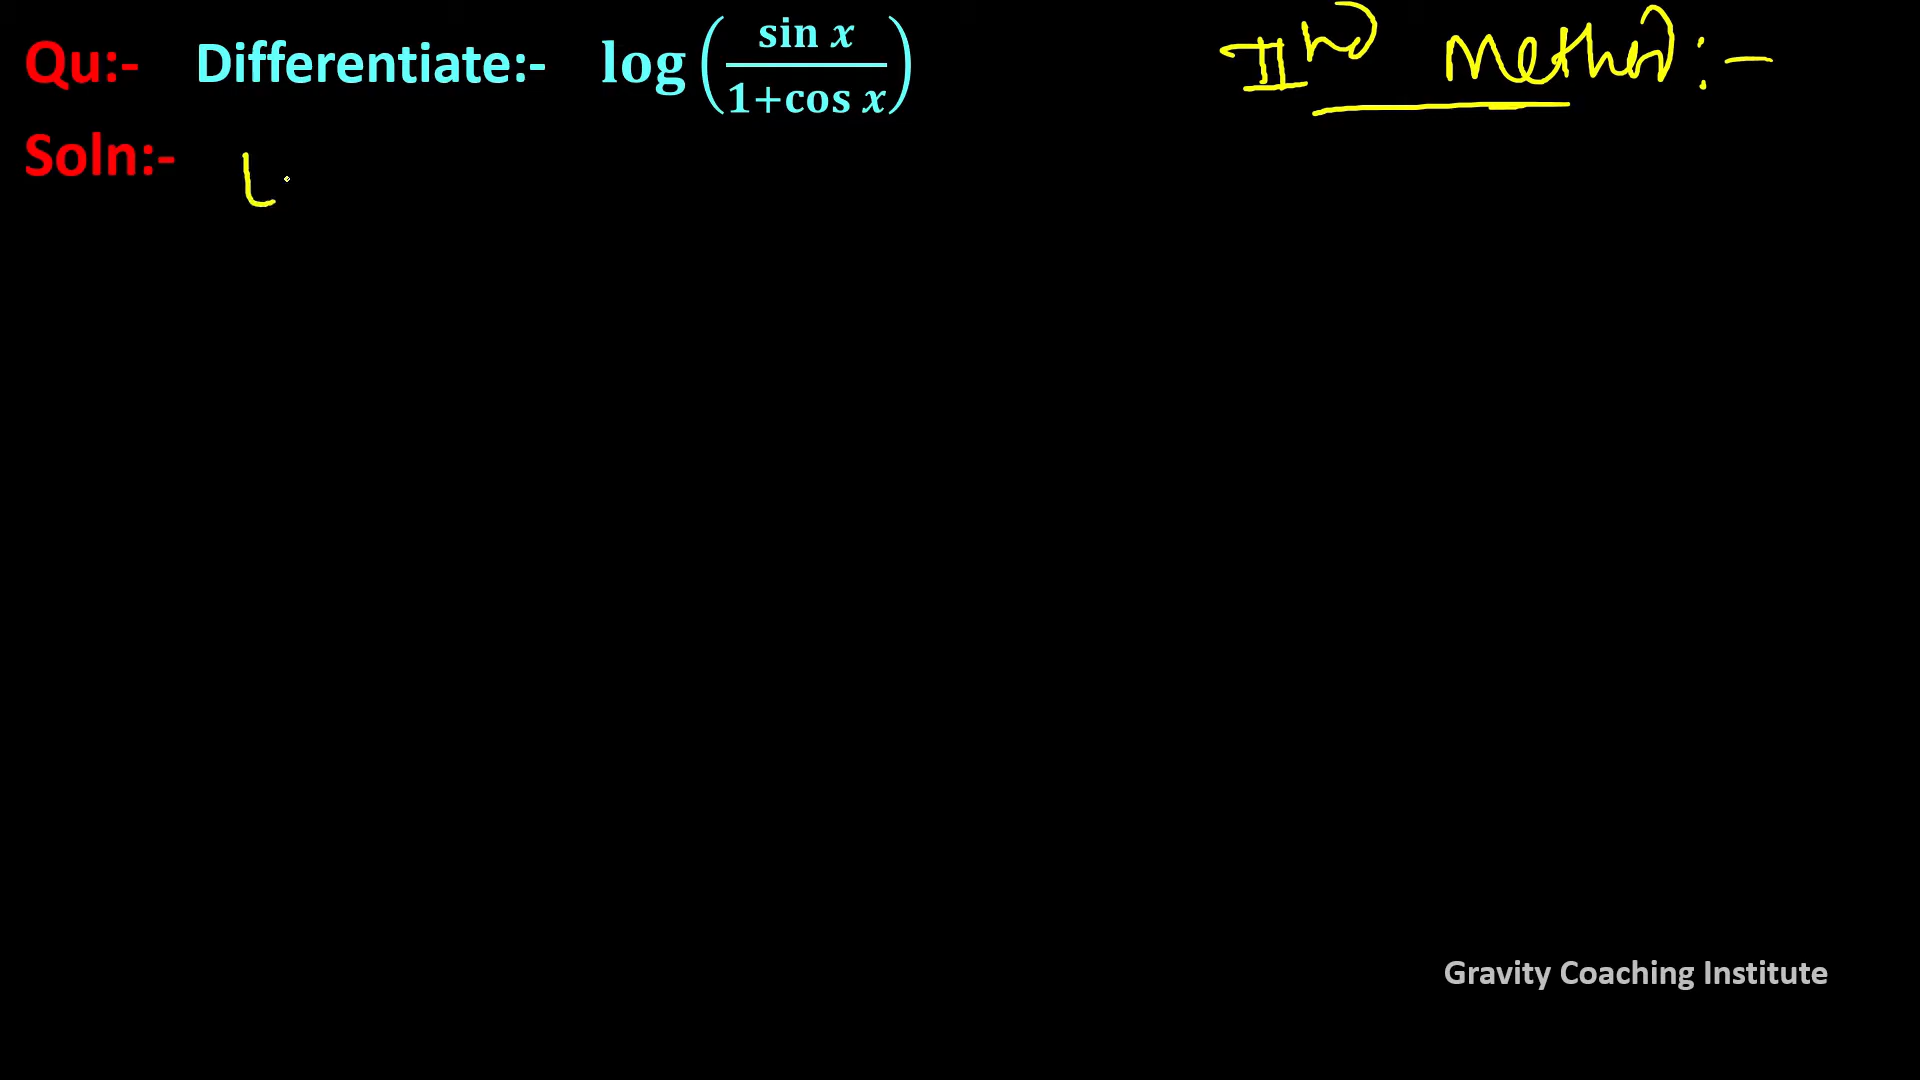 Qu:- Differentiate:- log(sin x / 1+cos x) IInd Method:-
Soln:- L
Gravity Coaching Institute